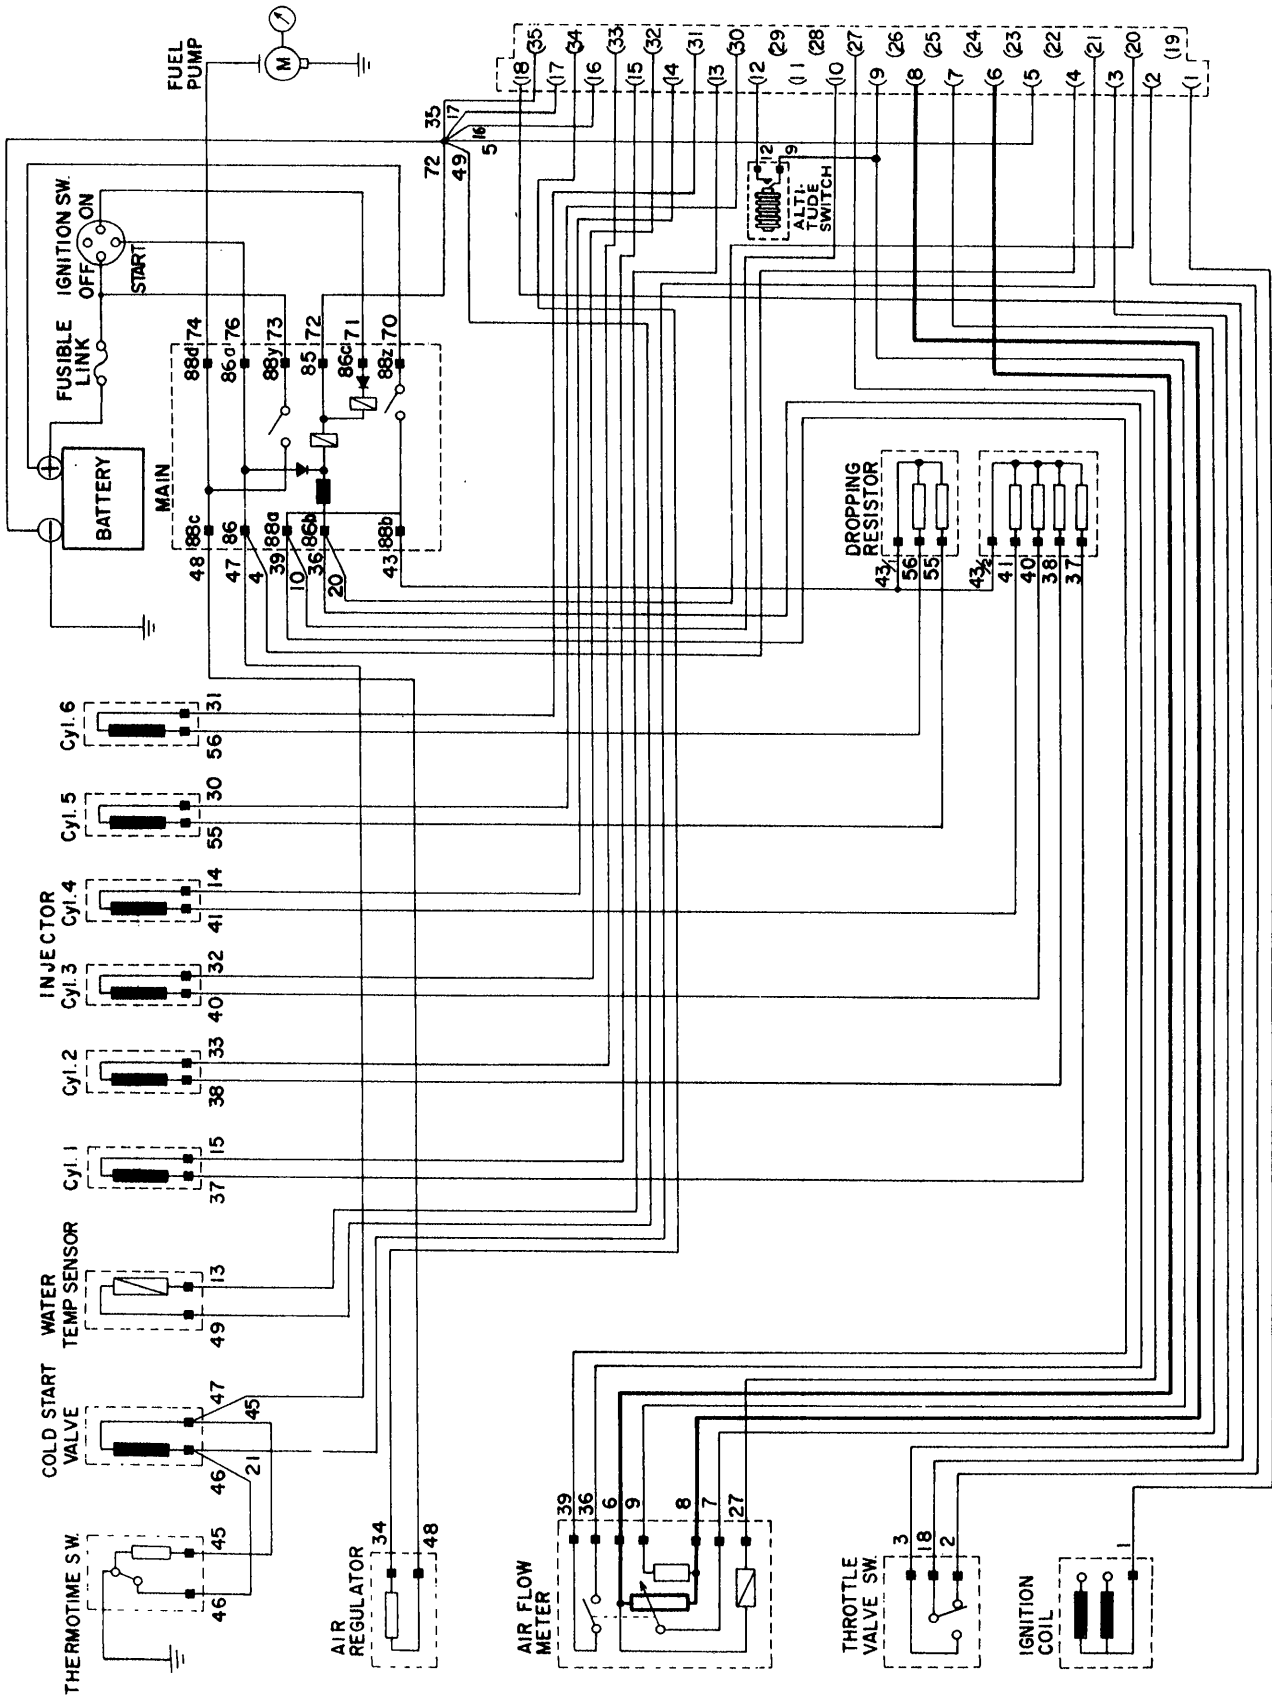 FUEL
PUMP
M
IGNITION SW.
OFF
ON
START
FUSIBLE
LINK
BATTERY
MAIN
88d 74
86a 76
88y 73
85 72
86c 71
88z 70
48 88c
47 86
4
39 88a
10
36 86b
20
43 88b
35
17
16
5
72
49
(35
(34
(33
(32
(31
(30
(29
(28
(27
(26
(25
(24
(23
(22
(21
(20
(19
(18
(17
(16
(15
(14
(13
(12
(11
(10
(9
(8
(7
(6
(5
(4
(3
(2
(1
12
9
ALTI-
TUDE
SWITCH
DROPPING
RESISTOR
43/1
56
55
43/2
41
40
38
37
INJECTOR
Cyl. 6
56
31
Cyl. 5
55
30
Cyl. 4
41
14
Cyl. 3
40
32
Cyl. 2
38
33
Cyl. 1
37
15
WATER
TEMP SENSOR
49
13
COLD START
VALVE
47
45
46
21
THERMOTIME SW.
46
45
AIR
REGULATOR
34
48
AIR FLOW
METER
39
36
6
9
8
7
27
THROTTLE
VALVE SW.
3
18
2
IGNITION
COIL
1